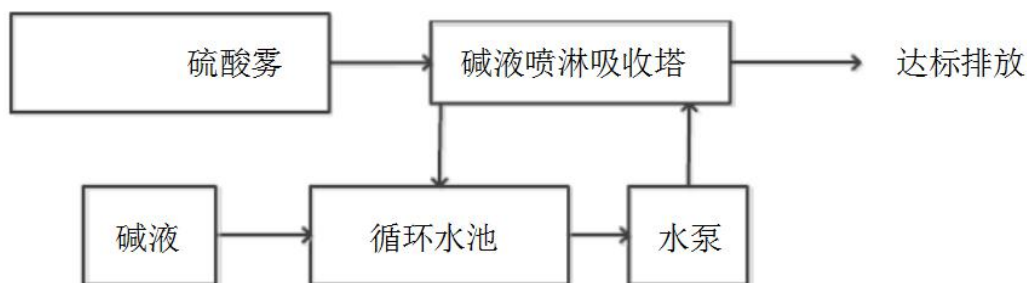 硫酸雾
碱液喷淋吸收塔
达标排放
碱液
循环水池
水泵